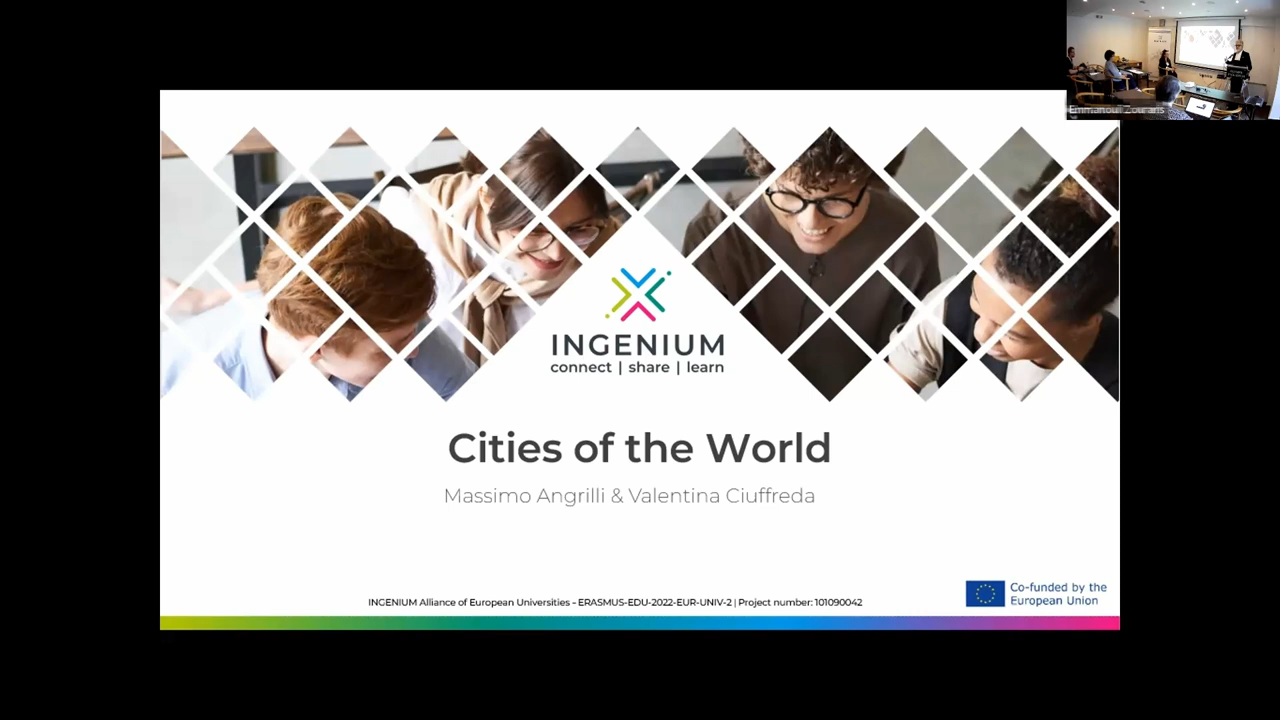 INGENIUM
connect | share | learn
Cities of the World
Massimo Angrilli & Valentina Ciuffreda
INGENIUM Alliance of European Universities - ERASMUS-EDU-2022-EUR-UNIV-2 | Project number: 101090042
Co-funded by the
European Union